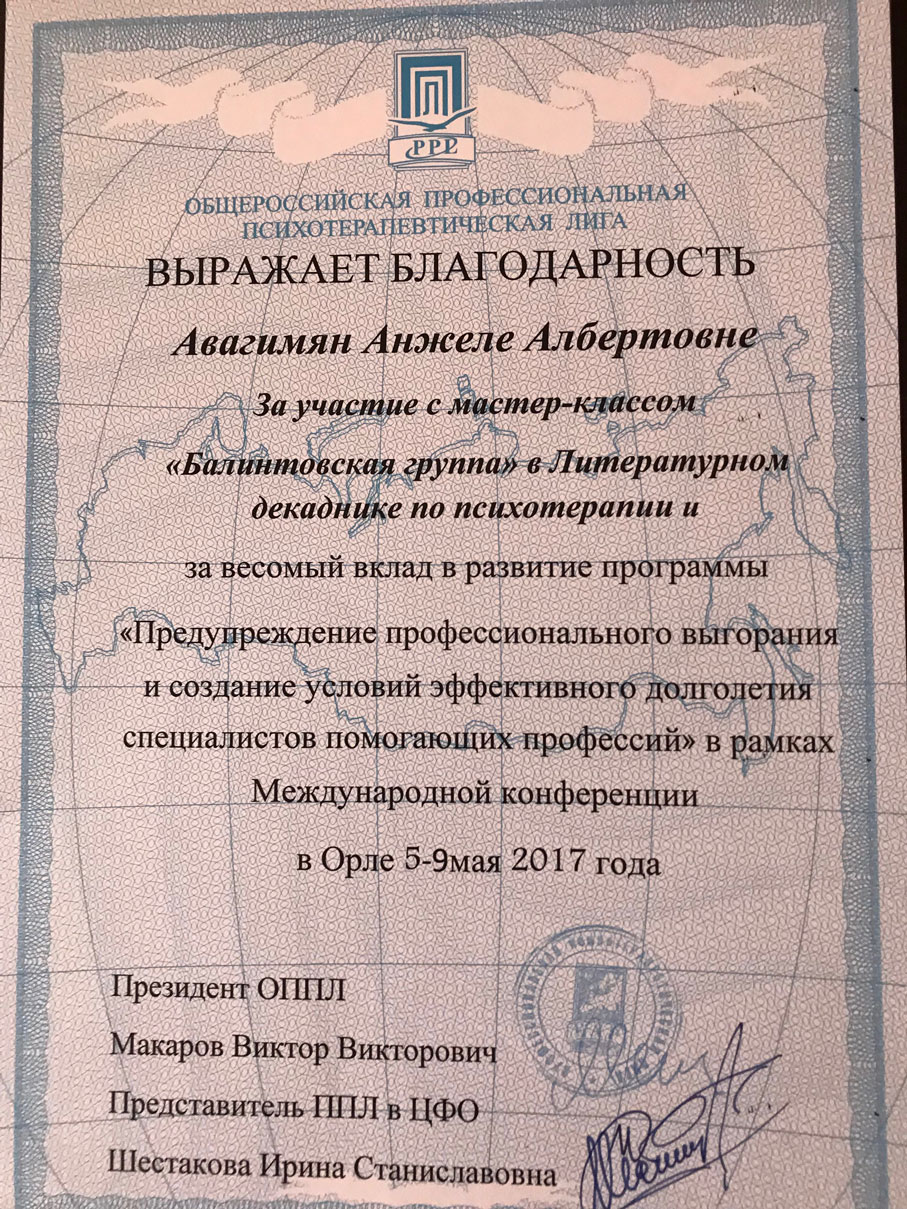 PPL
ОБЩЕРОССИЙСКАЯ ПРОФЕССИОНАЛЬНАЯ
ПСИХОТЕРАПЕВТИЧЕСКАЯ ЛИГА
ВЫРАЖАЕТ БЛАГОДАРНОСТЬ
Авагимян Анжеле Албертовне
За участие с мастер-классом
«Балинтовская группа» в Литературном
декаднике по психотерапии и
за весомый вклад в развитие программы
«Предупреждение профессионального выгорания
и создание условий эффективного долголетия
специалистов помогающих профессий» в рамках
Международной конференции
в Орле 5-9мая 2017 года
Президент ОППЛ
Макаров Виктор Викторович
Представитель ППЛ в ЦФО
Шестакова Ирина Станиславовна